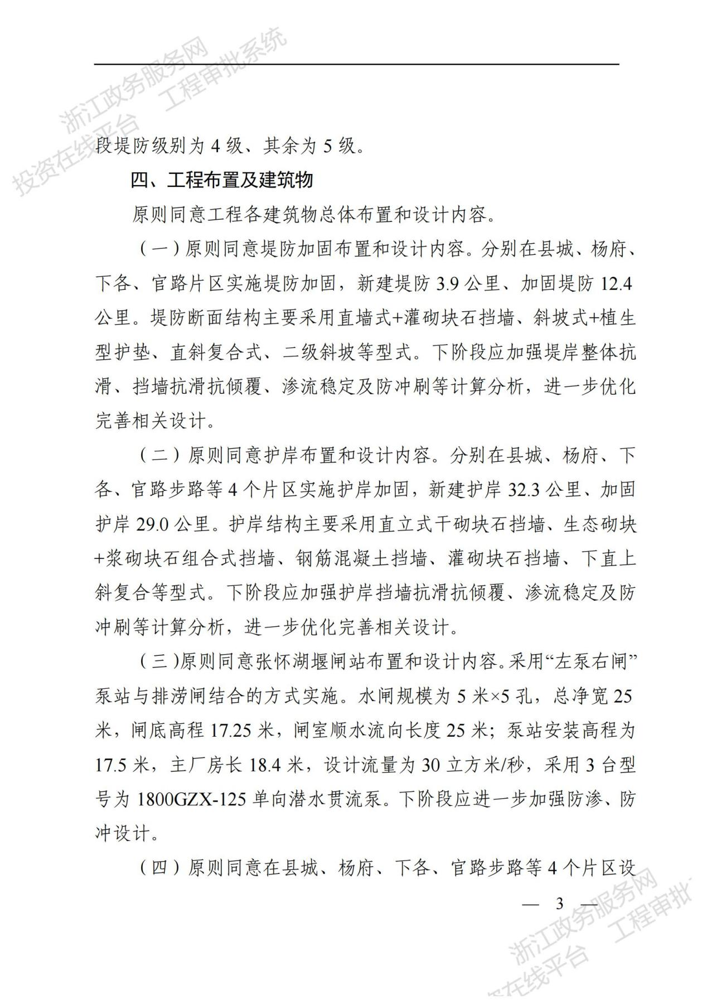 浙江政务服务网
投资在线平台 工程审批系统
段堤防级别为 4 级、其余为 5 级。
四、工程布置及建筑物
原则同意工程各建筑物总体布置和设计内容。
（一）原则同意堤防加固布置和设计内容。分别在县城、杨府、
下各、官路片区实施堤防加固，新建堤防 3.9 公里、加固堤防 12.4
公里。堤防断面结构主要采用直墙式+灌砌块石挡墙、斜坡式+植生
型护垫、直斜复合式、二级斜坡等型式。下阶段应加强堤岸整体抗
滑、挡墙抗滑抗倾覆、渗流稳定及防冲刷等计算分析，进一步优化
完善相关设计。
（二）原则同意护岸布置和设计内容。分别在县城、杨府、下
各、官路步路等 4 个片区实施护岸加固，新建护岸 32.3 公里、加固
护岸 29.0 公里。护岸结构主要采用直立式干砌块石挡墙、生态砌块
+浆砌块石组合式挡墙、钢筋混凝土挡墙、灌砌块石挡墙、下直上
斜复合等型式。下阶段应加强护岸挡墙抗滑抗倾覆、渗流稳定及防
冲刷等计算分析，进一步优化完善相关设计。
（三）原则同意张怀湖堰闸站布置和设计内容。采用“左泵右闸”
泵站与排涝闸结合的方式实施。水闸规模为 5 米×5 孔，总净宽 25
米，闸底高程 17.25 米，闸室顺水流向长度 25 米；泵站安装高程为
17.5 米，主厂房长 18.4 米，设计流量为 30 立方米/秒，采用 3 台型
号为 1800GZX-125 单向潜水贯流泵。下阶段应进一步加强防渗、防
冲设计。
（四）原则同意在县城、杨府、下各、官路步路等 4 个片区设
— 3 —
浙江政务服务网
资在线平台 工程审批